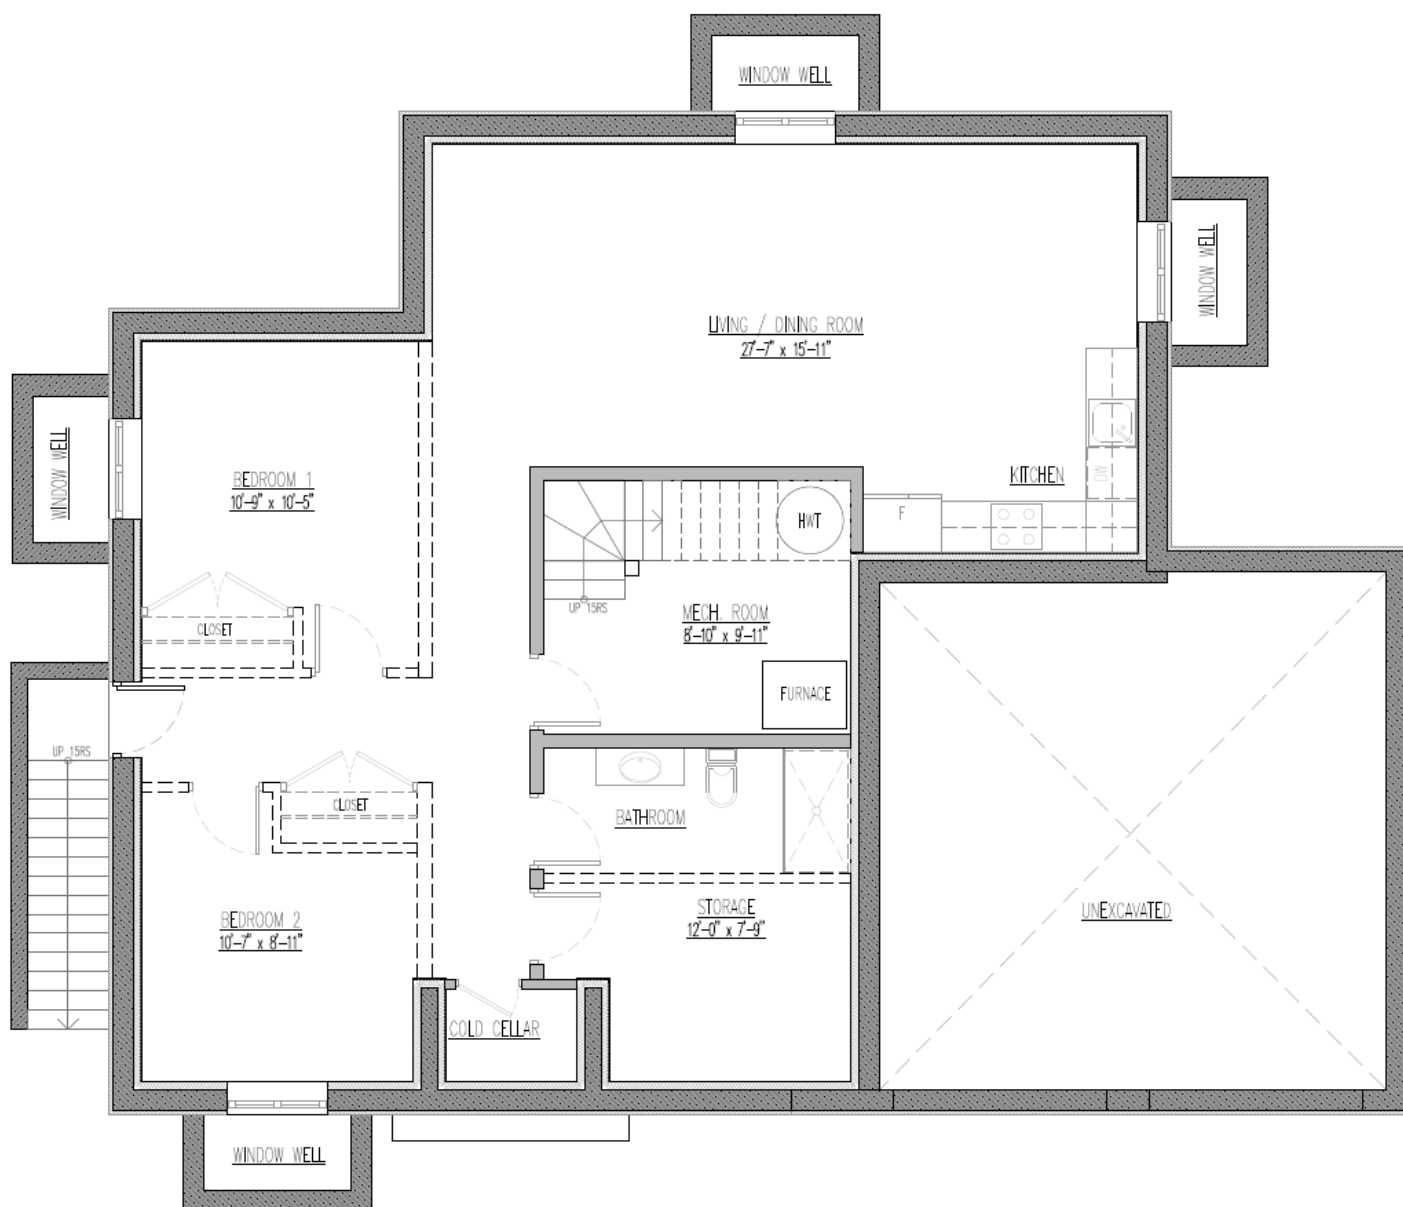 WINDOW WELL
WINDOW WELL
LIVING / DINING ROOM
27'-7" x 15'-11"
WINDOW WELL
BEDROOM 1
10'-9" x 10'-5"
KITCHEN
DW
F
HWT
UP 15RS
MECH. ROOM
8'-10" x 9'-11"
CLOSET
FURNACE
UP 15RS
CLOSET
BATHROOM
BEDROOM 2
10'-7" x 8'-11"
STORAGE
12'-0" x 7'-9"
UNEXCAVATED
COLD CELLAR
WINDOW WELL